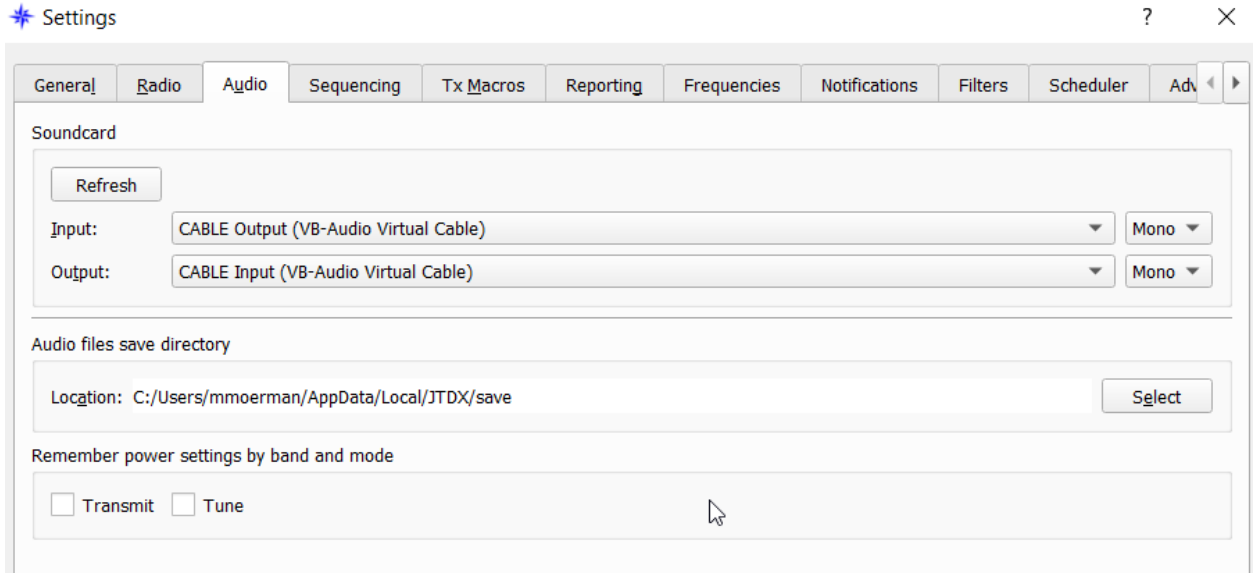 Settings ? ×
General Radio Audio Sequencing Tx Macros Reporting Frequencies Notifications Filters Scheduler Adv
Soundcard
Refresh
Input: CABLE Output (VB-Audio Virtual Cable) Mono
Output: CABLE Input (VB-Audio Virtual Cable) Mono
Audio files save directory
Location: C:/Users/mmoerman/AppData/Local/JTDX/save Select
Remember power settings by band and mode
Transmit Tune